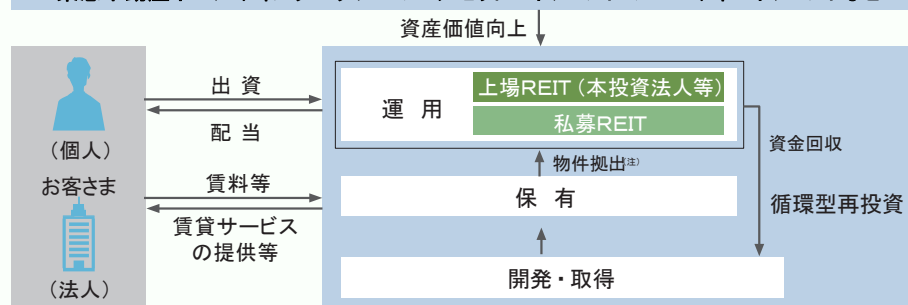 資産価値向上
出 資
配 当
(個人)
お客さま
賃料等
賃貸サービス
の提供等
(法人)
運 用
上場REIT(本投資法人等)
私募REIT
物件拠出(注)
保 有
開発・取得
資金回収
循環型再投資